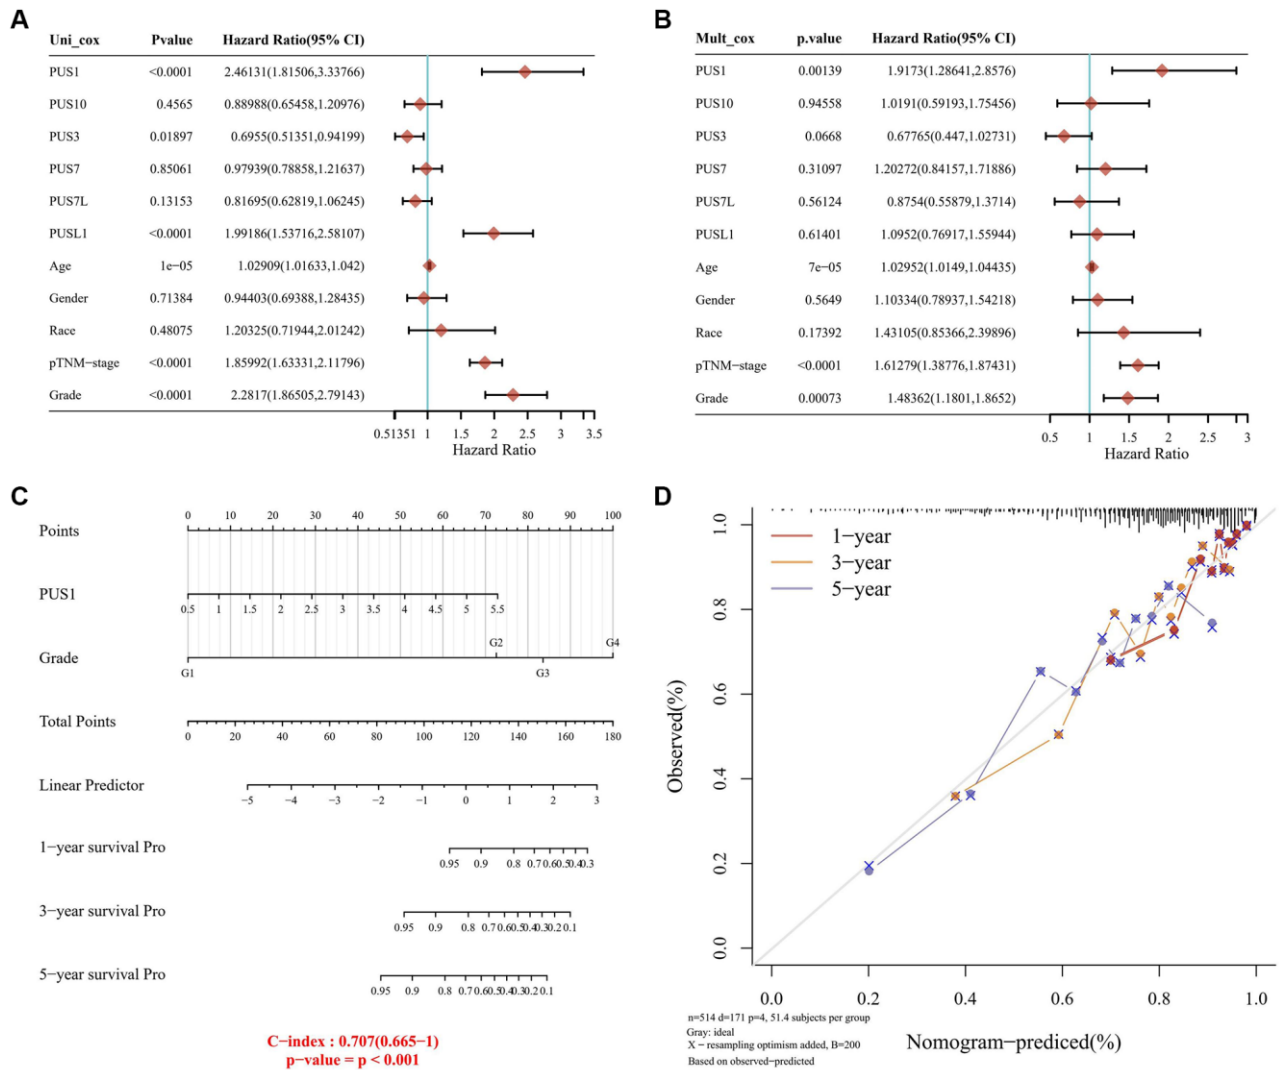 A
Uni_cox Pvalue Hazard Ratio(95% CI)
PUS1 <0.0001 2.46131(1.81506,3.33766)
PUS10 0.4565 0.88988(0.65458,1.20976)
PUS3 0.01897 0.6955(0.51351,0.94199)
PUS7 0.85061 0.97939(0.78858,1.21637)
PUS7L 0.13153 0.81695(0.62819,1.06245)
PUSL1 <0.0001 1.99186(1.53716,2.58107)
Age 1e−05 1.02909(1.01633,1.042)
Gender 0.71384 0.94403(0.69388,1.28435)
Race 0.48075 1.20325(0.71944,2.01242)
pTNM−stage <0.0001 1.85992(1.63331,2.11796)
Grade <0.0001 2.2817(1.86505,2.79143)
0.51351 1 1.5 2 2.5 3 3.5
Hazard Ratio
B
Mult_cox p.value Hazard Ratio(95% CI)
PUS1 0.00139 1.9173(1.28641,2.8576)
PUS10 0.94558 1.0191(0.59193,1.75456)
PUS3 0.0668 0.67765(0.447,1.02731)
PUS7 0.31097 1.20272(0.84157,1.71886)
PUS7L 0.56124 0.8754(0.55879,1.3714)
PUSL1 0.61401 1.0952(0.76917,1.55944)
Age 7e−05 1.02952(1.0149,1.04435)
Gender 0.5649 1.10334(0.78937,1.54218)
Race 0.17392 1.43105(0.85366,2.39896)
pTNM−stage <0.0001 1.61279(1.38776,1.87431)
Grade 0.00073 1.48362(1.1801,1.8652)
0.5 1 1.5 2 2.5 3
Hazard Ratio
C
0 10 20 30 40 50 60 70 80 90 100
Points
PUS1
0.5 1 1.5 2 2.5 3 3.5 4 4.5 5 5.5
G2 G4
Grade
G1 G3
Total Points
0 20 40 60 80 100 120 140 160 180
Linear Predictor
−5 −4 −3 −2 −1 0 1 2 3
1−year survival Pro
0.95 0.9 0.8 0.7 0.6 0.5 0.4 0.3
3−year survival Pro
0.95 0.9 0.8 0.7 0.6 0.5 0.4 0.3 0.2 0.1
5−year survival Pro
0.95 0.9 0.8 0.7 0.6 0.5 0.4 0.3 0.2 0.1
C−index : 0.707(0.665−1)
p−value = p < 0.001
D
1−year
3−year
5−year
Observed(%)
1.0
0.8
0.6
0.4
0.2
0.0
0.0 0.2 0.4 0.6 0.8 1.0
n=514 d=171 p=4, 51.4 subjects per group
Gray: ideal
X − resampling optimism added, B=200
Based on observed−predicted
Nomogram−prediced(%)